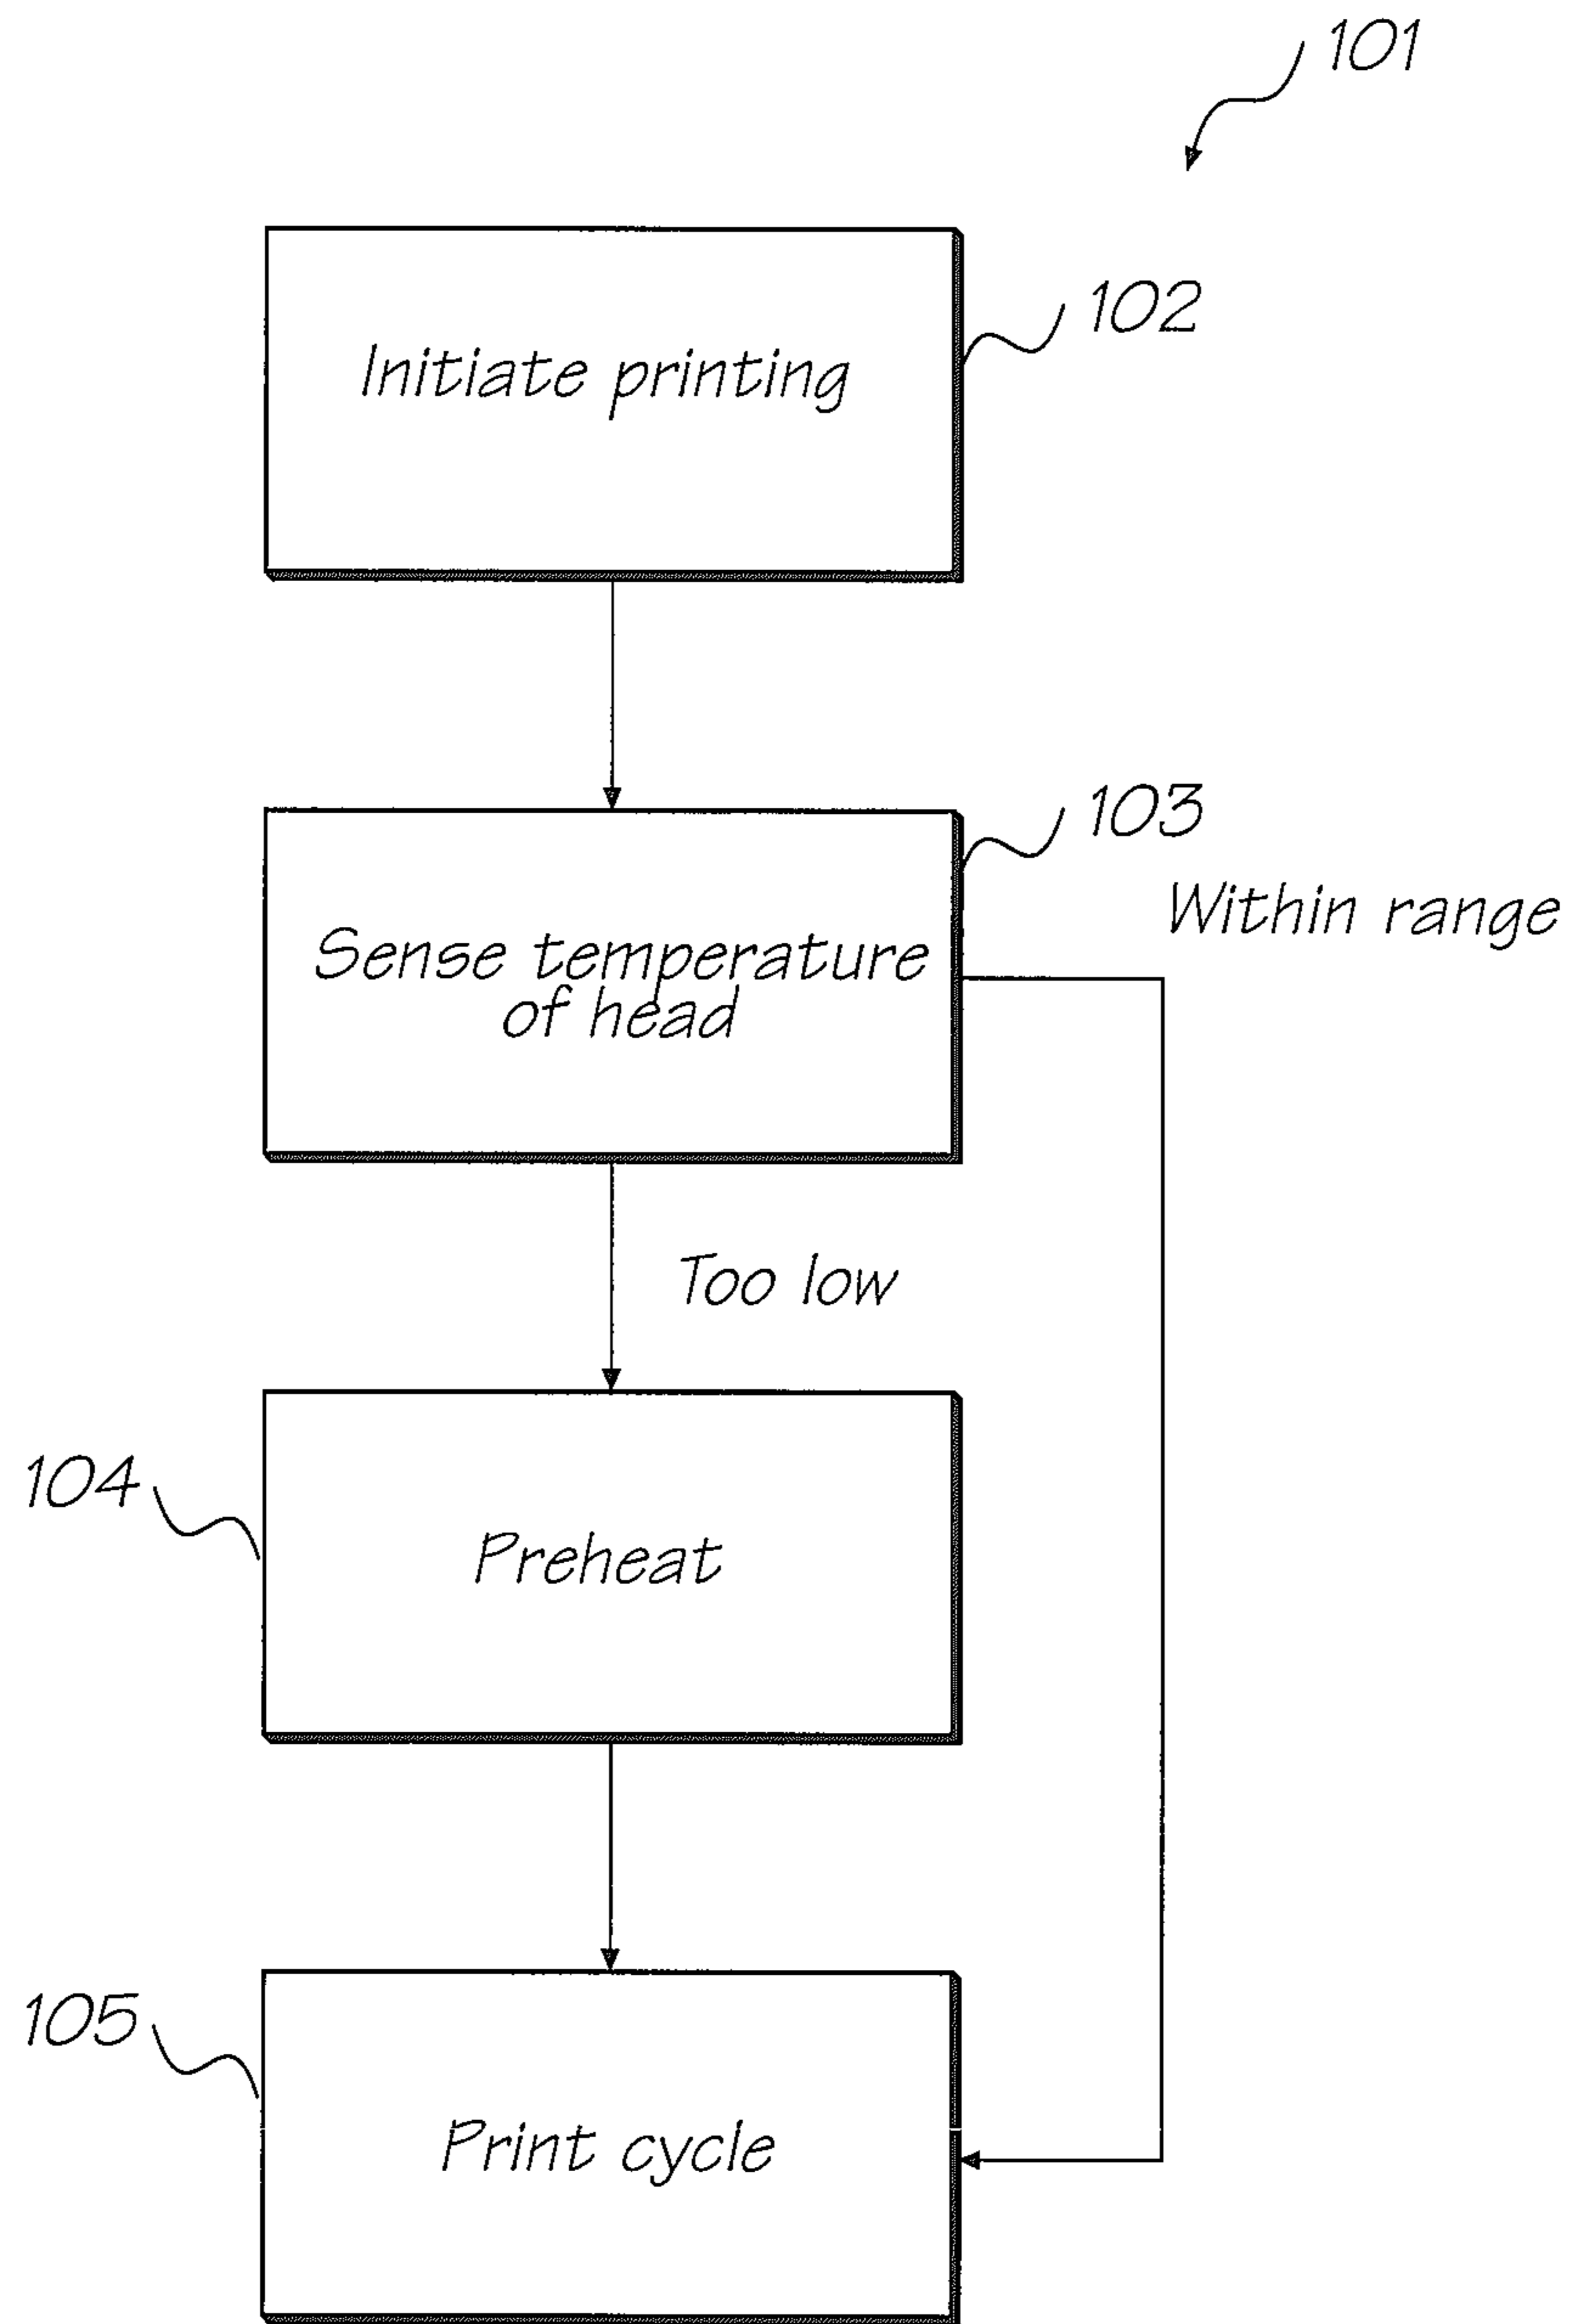 101
Initiate printing
102
103
Within range
Sense temperature
of head
Too low
104
Preheat
105
Print cycle